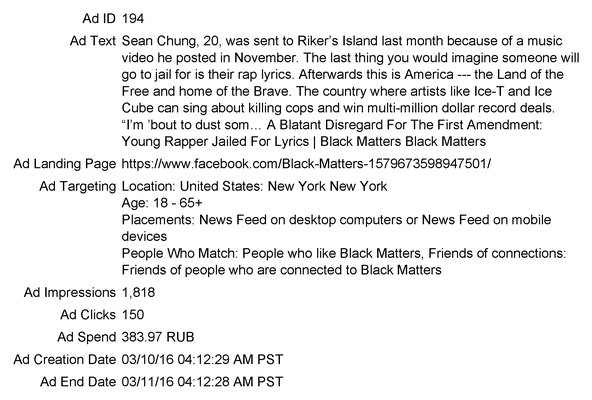 Ad ID 194
Ad Text Sean Chung, 20, was sent to Riker's Island last month because of a music
video he posted in November. The last thing you would imagine someone will
go to jail for is their rap lyrics. Afterwards this is America --- the Land of the
Free and home of the Brave. The country where artists like Ice-T and Ice
Cube can sing about killing cops and win multi-million dollar record deals.
“I'm 'bout to dust som… A Blatant Disregard For The First Amendment:
Young Rapper Jailed For Lyrics | Black Matters Black Matters
Ad Landing Page https://www.facebook.com/Black-Matters-1579673598947501/
Ad Targeting Location: United States: New York New York
Age: 18 - 65+
Placements: News Feed on desktop computers or News Feed on mobile
devices
People Who Match: People who like Black Matters, Friends of connections:
Friends of people who are connected to Black Matters
Ad Impressions 1,818
Ad Clicks 150
Ad Spend 383.97 RUB
Ad Creation Date 03/10/16 04:12:29 AM PST
Ad End Date 03/11/16 04:12:28 AM PST